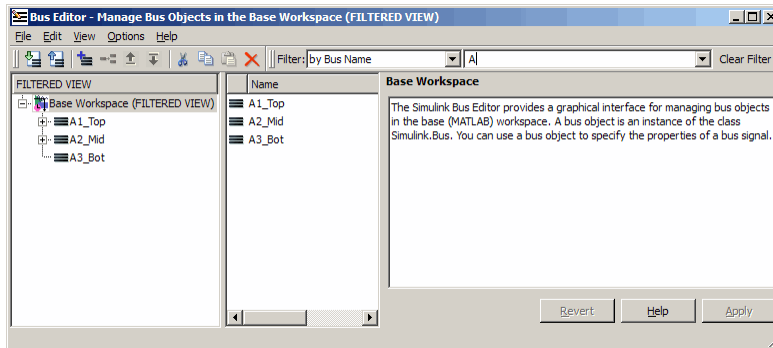 Bus Editor - Manage Bus Objects in the Base Workspace (FILTERED VIEW)
File Edit View Options Help
Filter: by Bus Name A Clear Filter
FILTERED VIEW
Base Workspace (FILTERED VIEW)
A1_Top
A2_Mid
A3_Bot
Name
A1_Top
A2_Mid
A3_Bot
Base Workspace
The Simulink Bus Editor provides a graphical interface for managing bus objects
in the base (MATLAB) workspace. A bus object is an instance of the class
Simulink.Bus. You can use a bus object to specify the properties of a bus signal.
Revert Help Apply